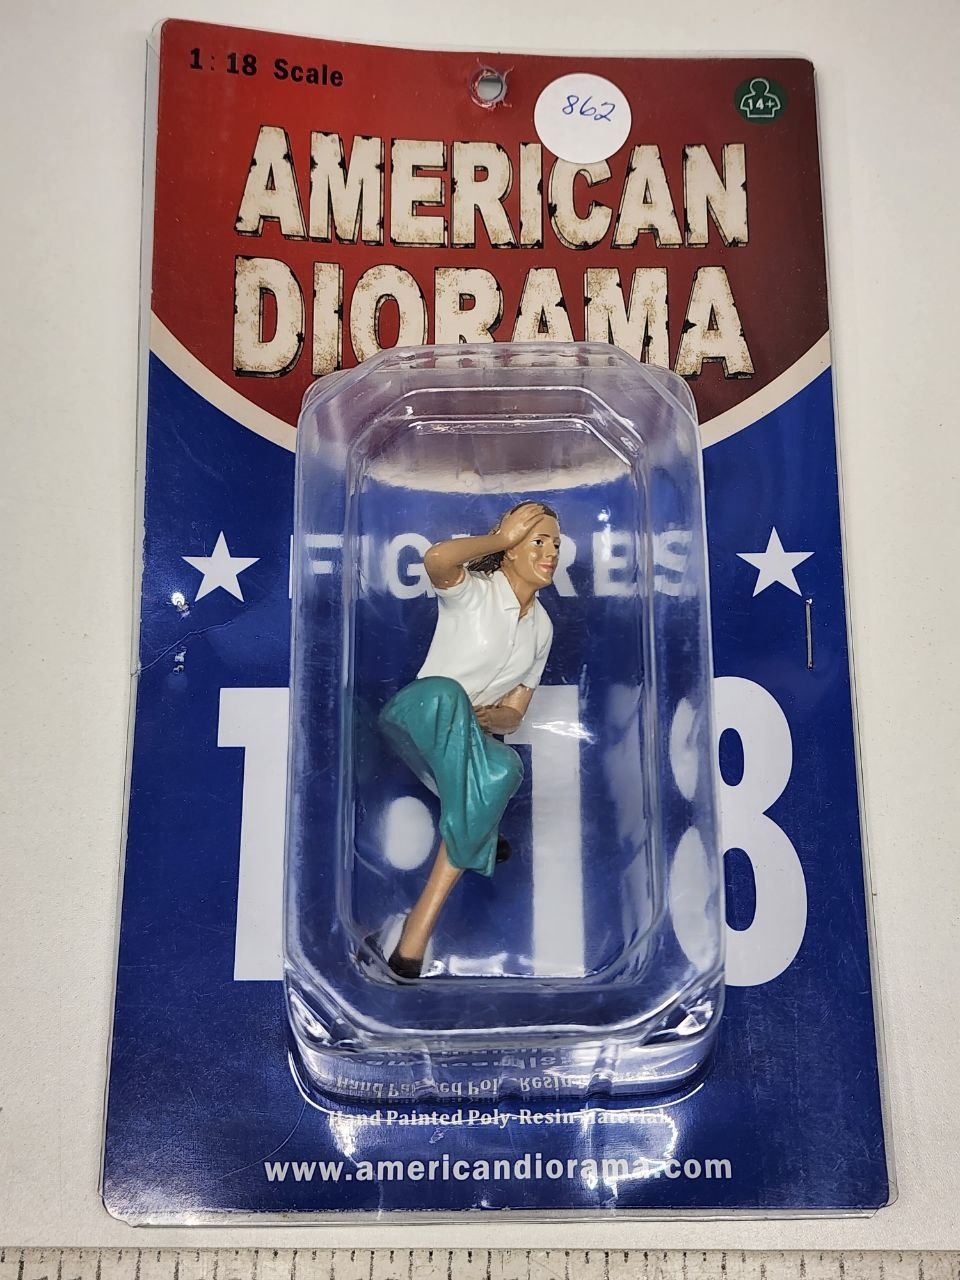 1:18 Scale
862
14+
AMERICAN
DIORAMA
FIGURES
1:18
Hand Painted Poly-Resin Material
www.americandiorama.com